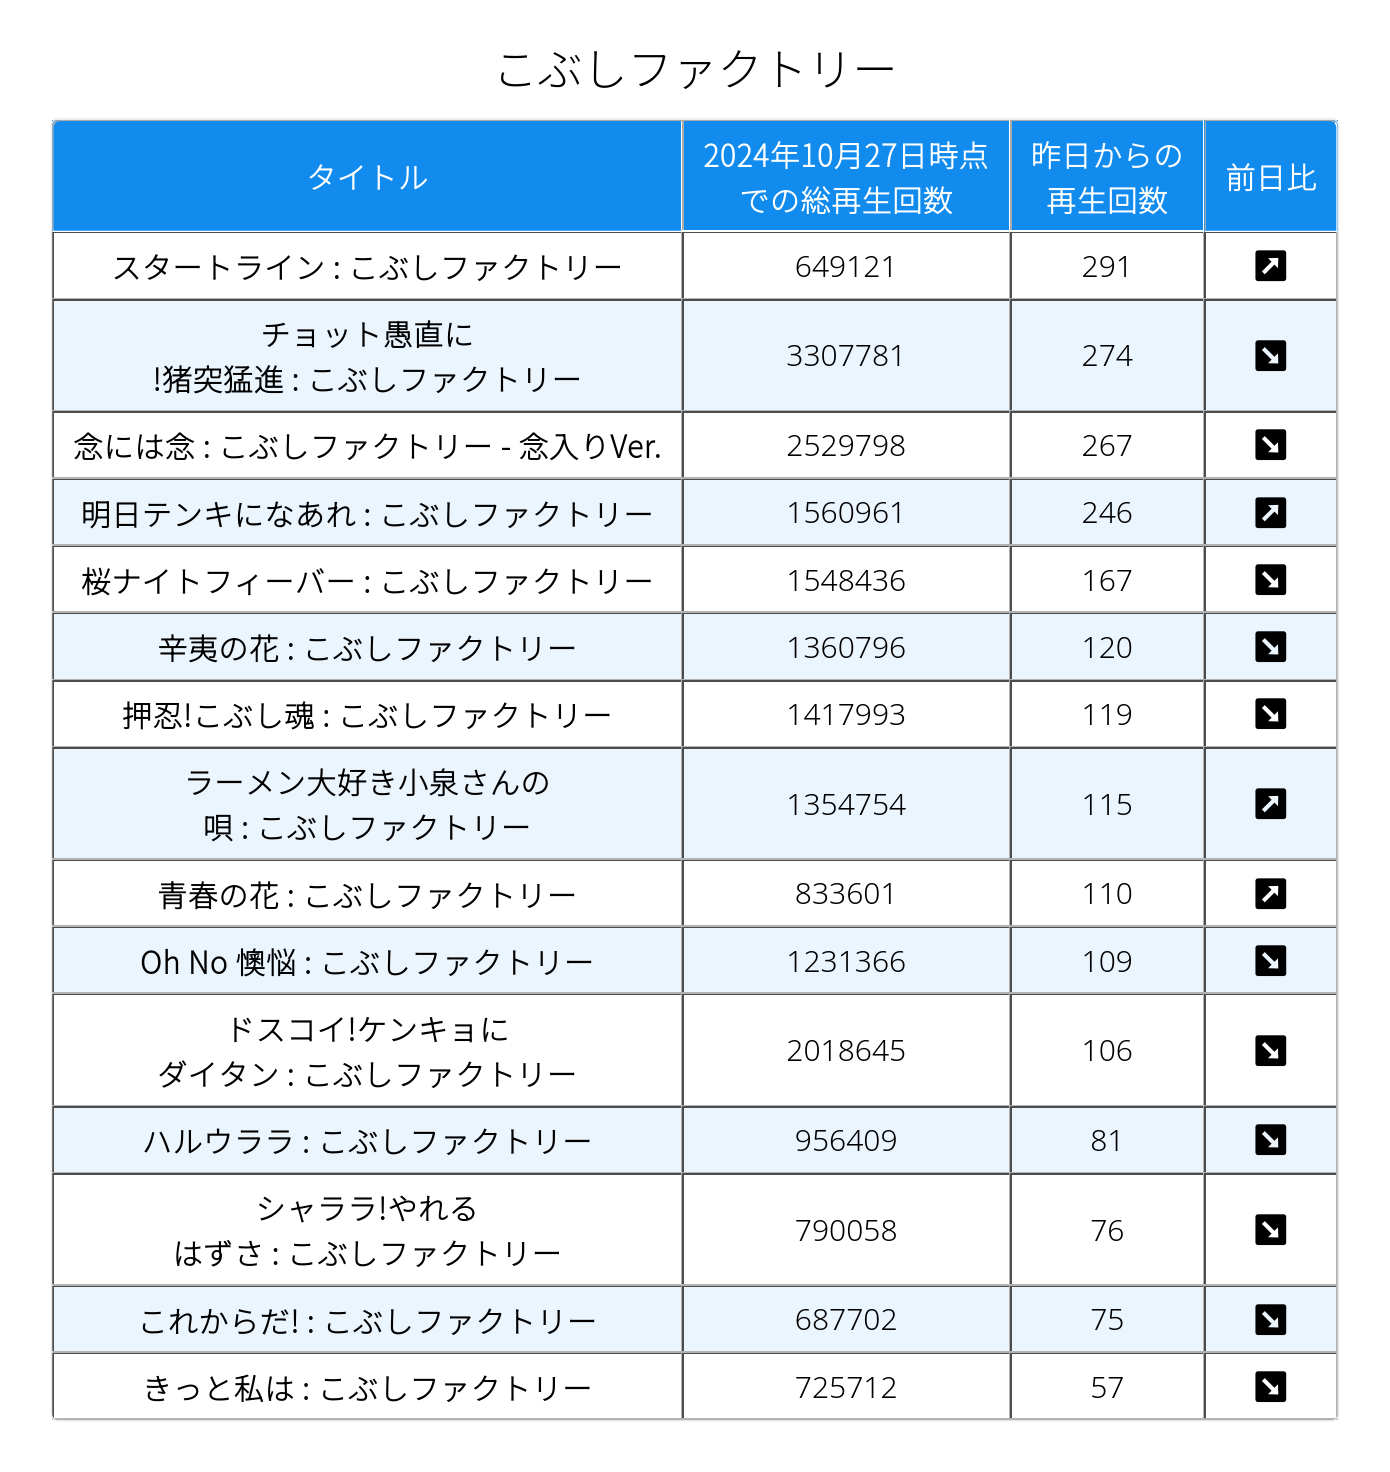 こぶしファクトリー
タイトル
2024年10月27日時点
での総再生回数
昨日からの
再生回数
前日比
スタートライン : こぶしファクトリー
649121
291
チョット愚直に
!猪突猛進 : こぶしファクトリー
3307781
274
念には念 : こぶしファクトリー - 念入りVer.
2529798
267
明日テンキになあれ : こぶしファクトリー
1560961
246
桜ナイトフィーバー : こぶしファクトリー
1548436
167
辛夷の花 : こぶしファクトリー
1360796
120
押忍!こぶし魂 : こぶしファクトリー
1417993
119
ラーメン大好き小泉さんの
唄 : こぶしファクトリー
1354754
115
青春の花 : こぶしファクトリー
833601
110
Oh No 懊悩 : こぶしファクトリー
1231366
109
ドスコイ!ケンキョに
ダイタン : こぶしファクトリー
2018645
106
ハルウララ : こぶしファクトリー
956409
81
シャララ!やれる
はずさ : こぶしファクトリー
790058
76
これからだ! : こぶしファクトリー
687702
75
きっと私は : こぶしファクトリー
725712
57